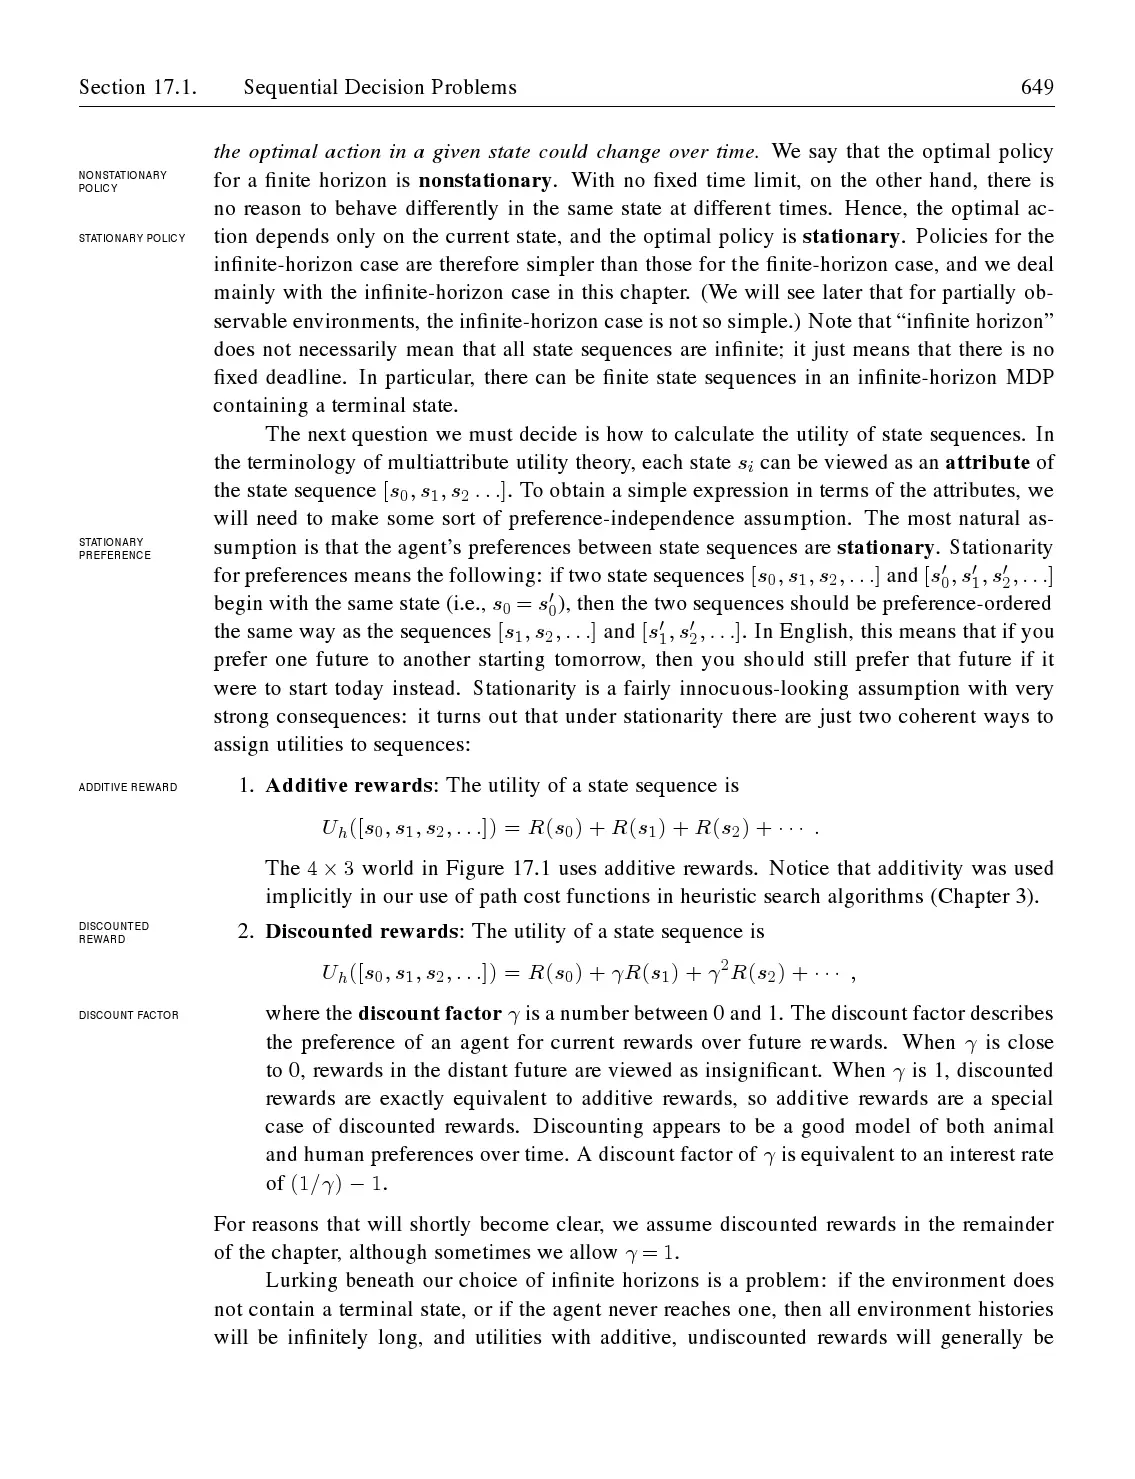 Section 17.1. Sequential Decision Problems 649
the optimal action in a given state could change over time. We say that the optimal policy
NONSTATIONARY
POLICY
for a finite horizon is nonstationary. With no fixed time limit, on the other hand, there is
no reason to behave differently in the same state at different times. Hence, the optimal ac-
STATIONARY POLICY
tion depends only on the current state, and the optimal policy is stationary. Policies for the
infinite-horizon case are therefore simpler than those for the finite-horizon case, and we deal
mainly with the infinite-horizon case in this chapter. (We will see later that for partially ob-
servable environments, the infinite-horizon case is not so simple.) Note that “infinite horizon”
does not necessarily mean that all state sequences are infinite; it just means that there is no
fixed deadline. In particular, there can be finite state sequences in an infinite-horizon MDP
containing a terminal state.
The next question we must decide is how to calculate the utility of state sequences. In
the terminology of multiattribute utility theory, each state s_i can be viewed as an attribute of
the state sequence [s_0, s_1, s_2 . . .]. To obtain a simple expression in terms of the attributes, we
will need to make some sort of preference-independence assumption. The most natural as-
STATIONARY
PREFERENCE
sumption is that the agent’s preferences between state sequences are stationary. Stationarity
for preferences means the following: if two state sequences [s_0, s_1, s_2, . . .] and [s′_0, s′_1, s′_2, . . .]
begin with the same state (i.e., s_0 = s′_0), then the two sequences should be preference-ordered
the same way as the sequences [s_1, s_2, . . .] and [s′_1, s′_2, . . .]. In English, this means that if you
prefer one future to another starting tomorrow, then you should still prefer that future if it
were to start today instead. Stationarity is a fairly innocuous-looking assumption with very
strong consequences: it turns out that under stationarity there are just two coherent ways to
assign utilities to sequences:
ADDITIVE REWARD
1. Additive rewards: The utility of a state sequence is
U_h([s_0, s_1, s_2, . . .]) = R(s_0) + R(s_1) + R(s_2) + · · · .
The 4 × 3 world in Figure 17.1 uses additive rewards. Notice that additivity was used
implicitly in our use of path cost functions in heuristic search algorithms (Chapter 3).
DISCOUNTED
REWARD
2. Discounted rewards: The utility of a state sequence is
U_h([s_0, s_1, s_2, . . .]) = R(s_0) + γR(s_1) + γ²R(s_2) + · · · ,
DISCOUNT FACTOR
where the discount factor γ is a number between 0 and 1. The discount factor describes
the preference of an agent for current rewards over future rewards. When γ is close
to 0, rewards in the distant future are viewed as insignificant. When γ is 1, discounted
rewards are exactly equivalent to additive rewards, so additive rewards are a special
case of discounted rewards. Discounting appears to be a good model of both animal
and human preferences over time. A discount factor of γ is equivalent to an interest rate
of (1/γ) − 1.
For reasons that will shortly become clear, we assume discounted rewards in the remainder
of the chapter, although sometimes we allow γ = 1.
Lurking beneath our choice of infinite horizons is a problem: if the environment does
not contain a terminal state, or if the agent never reaches one, then all environment histories
will be infinitely long, and utilities with additive, undiscounted rewards will generally be